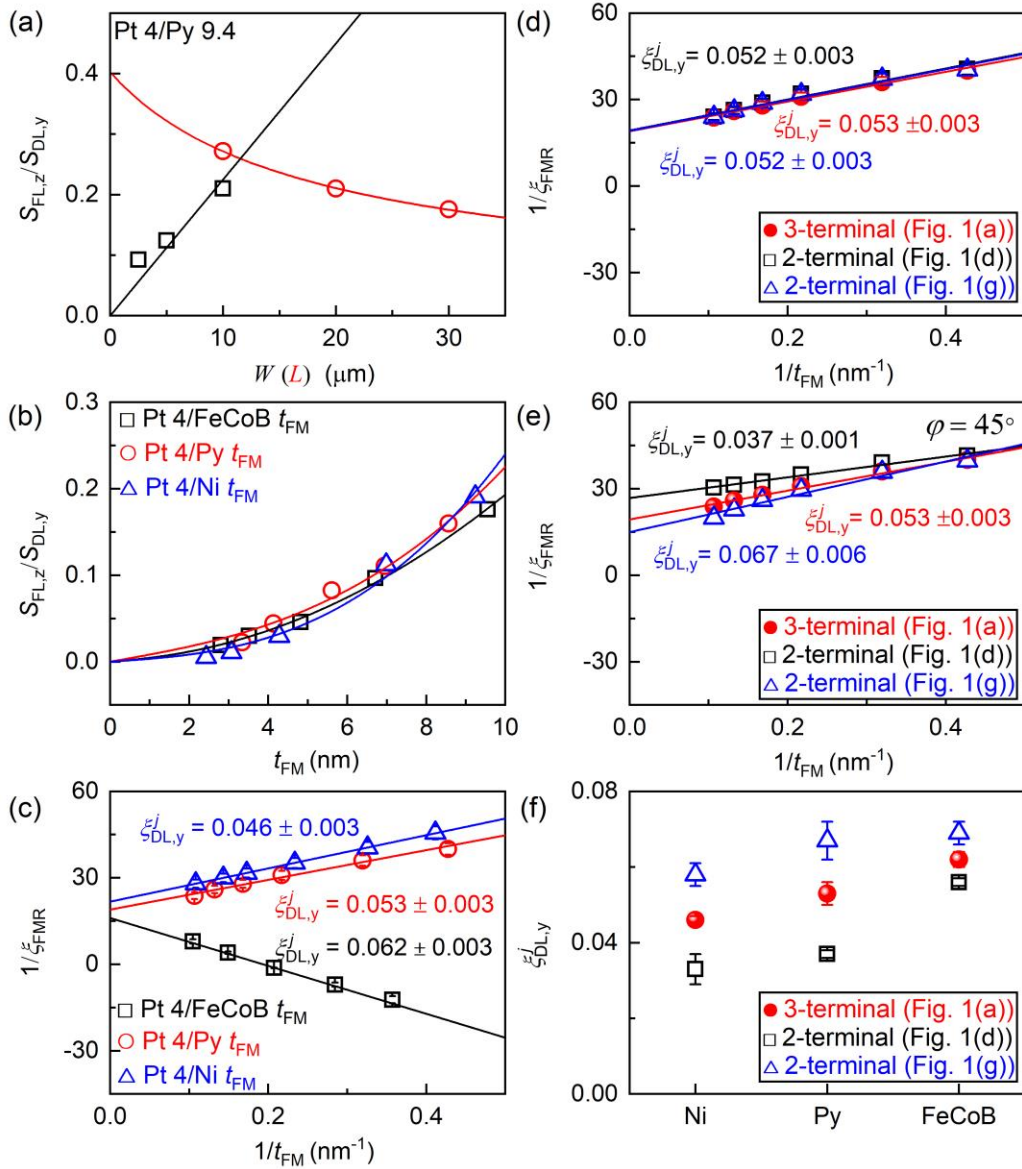 (a)
Pt 4/Py 9.4
0.4
0.2
0.0
S_FL,z/S_DL,y
0 10 20 30
W (L) (μm)
(b)
0.3
0.2
0.1
0.0
S_FL,z/S_DL,y
Pt 4/FeCoB t_FM
Pt 4/Py t_FM
Pt 4/Ni t_FM
0 2 4 6 8 10
t_FM (nm)
(c)
60
30
0
-30
1/ξ_FMR
ξ^j_DL,y = 0.046 ± 0.003
ξ^j_DL,y = 0.053 ± 0.003
ξ^j_DL,y = 0.062 ± 0.003
Pt 4/FeCoB t_FM
Pt 4/Py t_FM
Pt 4/Ni t_FM
0.0 0.2 0.4
1/t_FM (nm⁻¹)
(d)
60
30
0
-30
1/ξ_FMR
ξ^j_DL,y = 0.052 ± 0.003
ξ^j_DL,y = 0.053 ±0.003
ξ^j_DL,y = 0.052 ± 0.003
3-terminal (Fig. 1(a))
2-terminal (Fig. 1(d))
2-terminal (Fig. 1(g))
0.0 0.2 0.4
1/t_FM (nm⁻¹)
(e)
60
30
0
-30
1/ξ_FMR
φ = 45°
ξ^j_DL,y = 0.037 ± 0.001
ξ^j_DL,y = 0.053 ±0.003
ξ^j_DL,y = 0.067 ± 0.006
3-terminal (Fig. 1(a))
2-terminal (Fig. 1(d))
2-terminal (Fig. 1(g))
0.0 0.2 0.4
1/t_FM (nm⁻¹)
(f)
0.08
0.04
0.00
ξ^j_DL,y
3-terminal (Fig. 1(a))
2-terminal (Fig. 1(d))
2-terminal (Fig. 1(g))
Ni Py FeCoB